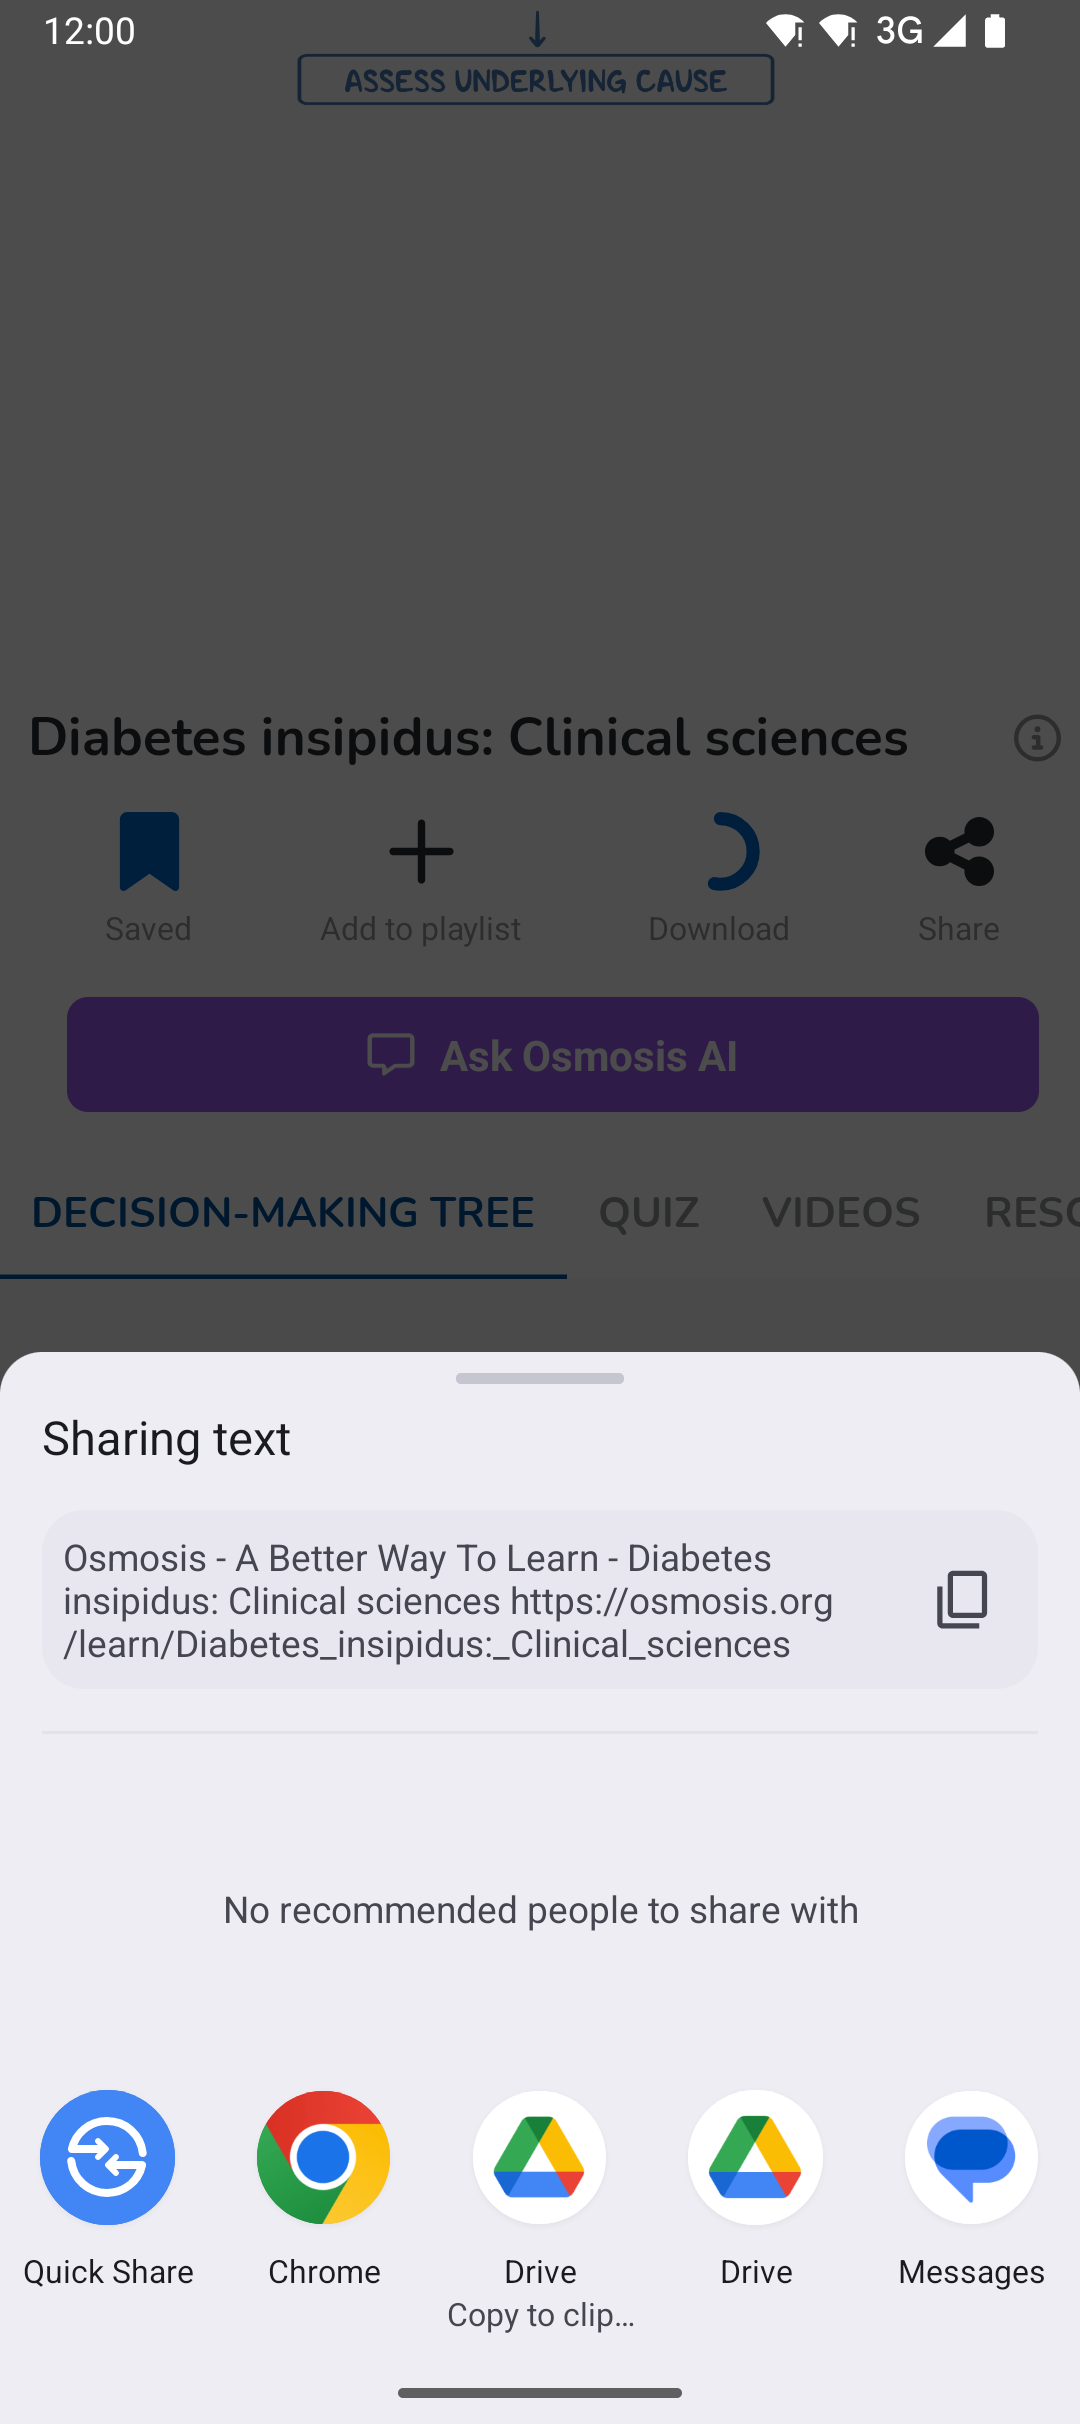 12:00
3G
ASSESS UNDERLYING CAUSE
Diabetes insipidus: Clinical sciences
Saved
Add to playlist
Download
Share
Ask Osmosis AI
DECISION-MAKING TREE
QUIZ
VIDEOS
RESO
Sharing text
Osmosis - A Better Way To Learn - Diabetes
insipidus: Clinical sciences https://osmosis.org
/learn/Diabetes_insipidus:_Clinical_sciences
No recommended people to share with
Quick Share
Chrome
Drive
Copy to clip…
Drive
Messages